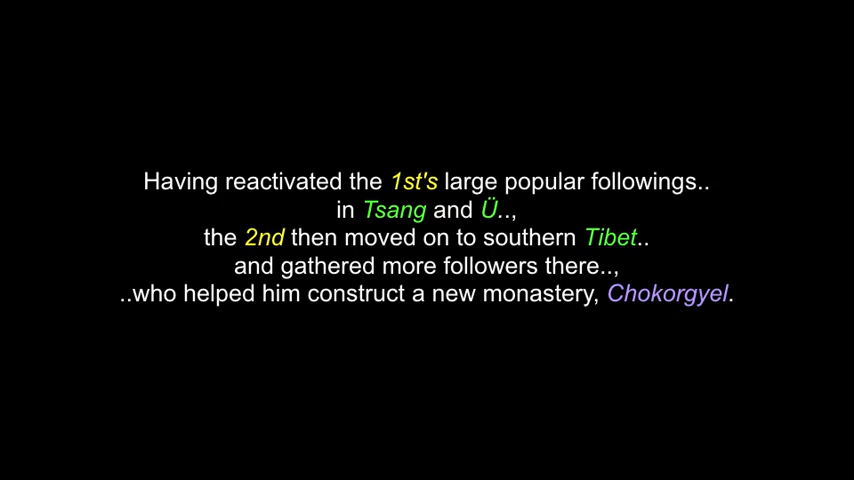 Having reactivated the 1st's large popular followings..
in Tsang and Ü..,
the 2nd then moved on to southern Tibet..
and gathered more followers there..,
..who helped him construct a new monastery, Chokorgyel.